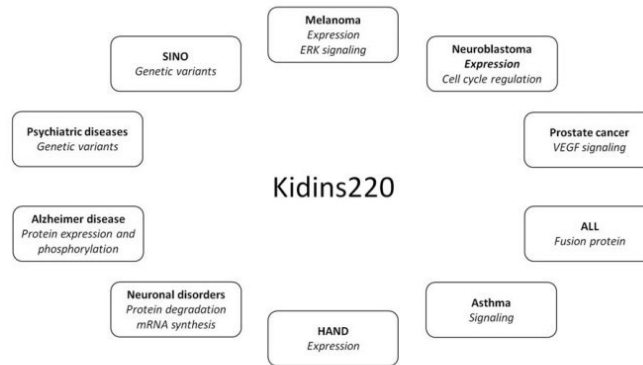 Melanoma
Expression
ERK signaling
SINO
Genetic variants
Neuroblastoma
Expression
Cell cycle regulation
Psychiatric diseases
Genetic variants
Prostate cancer
VEGF signaling
Kidins220
Alzheimer disease
Protein expression and
phosphorylation
ALL
Fusion protein
Neuronal disorders
Protein degradation
mRNA synthesis
Asthma
Signaling
HAND
Expression